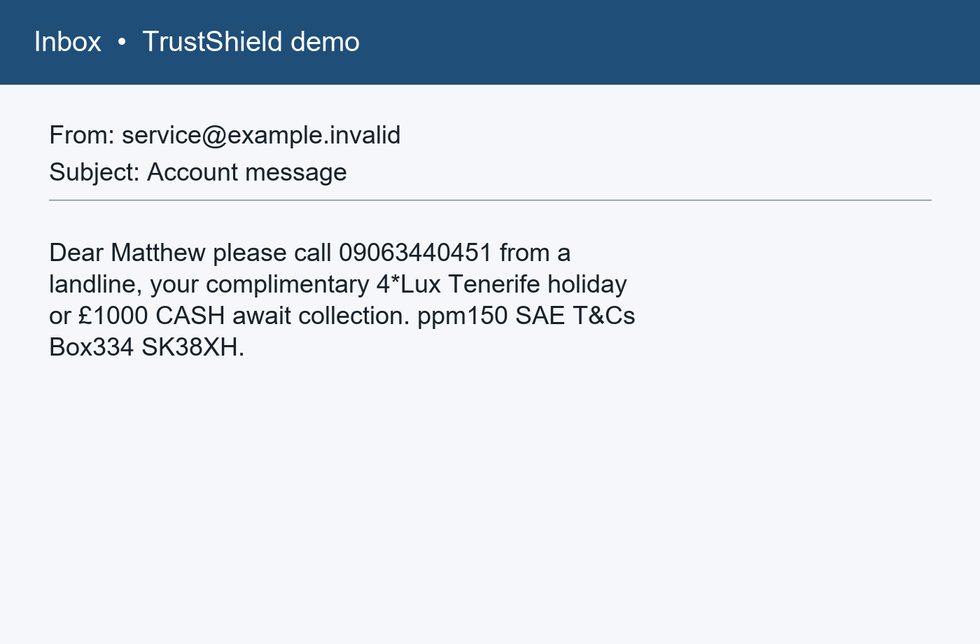 Inbox • TrustShield demo
From: service@example.invalid
Subject: Account message
Dear Matthew please call 09063440451 from a
landline, your complimentary 4*Lux Tenerife holiday
or £1000 CASH await collection. ppm150 SAE T&Cs
Box334 SK38XH.